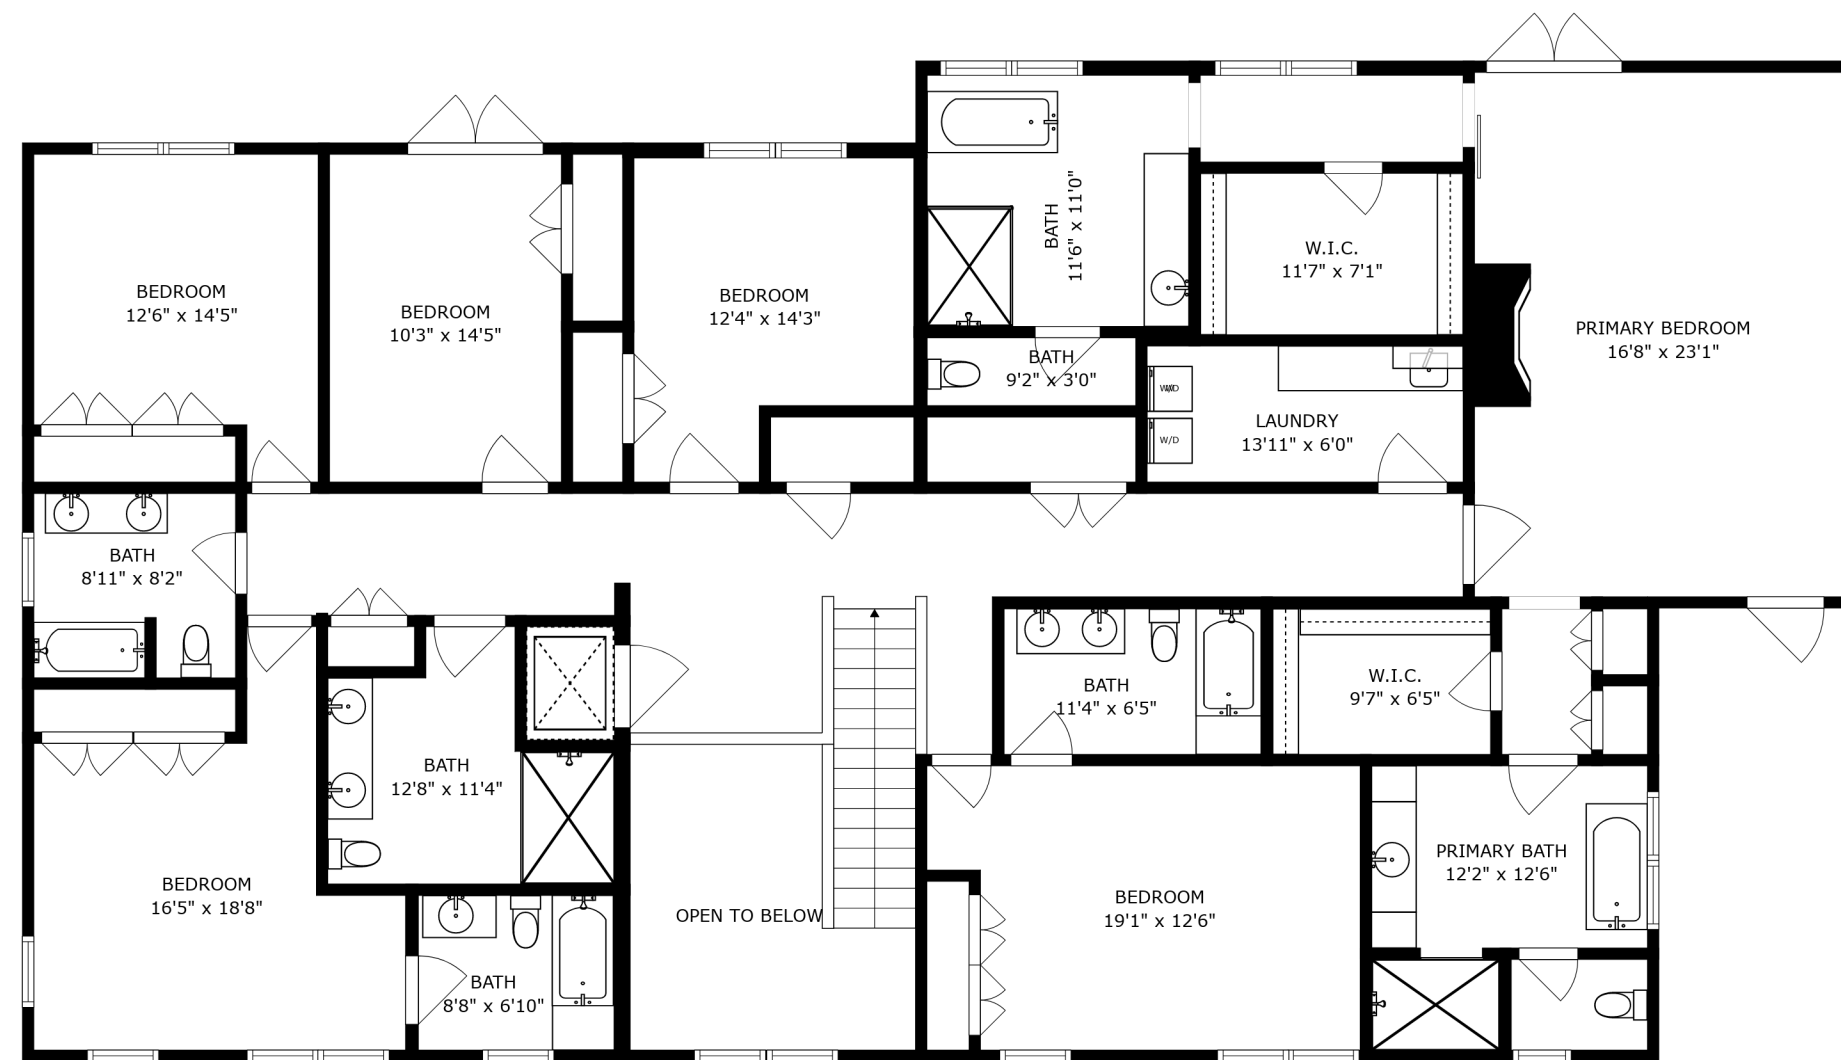 BATH
11'6" x 11'0"
W.I.C.
11'7" x 7'1"
BEDROOM
12'6" x 14'5"
BEDROOM
10'3" x 14'5"
BEDROOM
12'4" x 14'3"
PRIMARY BEDROOM
16'8" x 23'1"
BATH
9'2" x 3'0"
W/D
LAUNDRY
13'11" x 6'0"
W/D
BATH
8'11" x 8'2"
BATH
11'4" x 6'5"
W.I.C.
9'7" x 6'5"
BATH
12'8" x 11'4"
PRIMARY BATH
12'2" x 12'6"
BEDROOM
16'5" x 18'8"
OPEN TO BELOW
BEDROOM
19'1" x 12'6"
BATH
8'8" x 6'10"